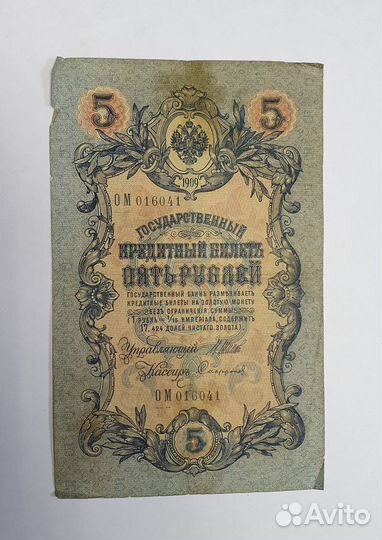 5 5
1909
ОМ 016041
ГОСУДАРСТВЕННЫЙ
КРЕДИТНЫЙ БИЛЕТЪ
ПЯТЬ РУБЛЕЙ
ГОСУДАРСТВЕННЫЙ БАНКЪ РАЗМѢНИВАЕТЪ
КРЕДИТНЫЕ БИЛЕТЫ НА ЗОЛОТУЮ МОНЕТУ
БЕЗЪ ОГРАНИЧЕНІЯ СУММЫ
(1 РУБЛЬ = 1/15 ИМПЕРІАЛА, СОДЕРЖИТЪ
17,424 ДОЛЕЙ ЧИСТАГО ЗОЛОТА).
Управляющій
Кассиръ
ОМ 016041
5
Avito